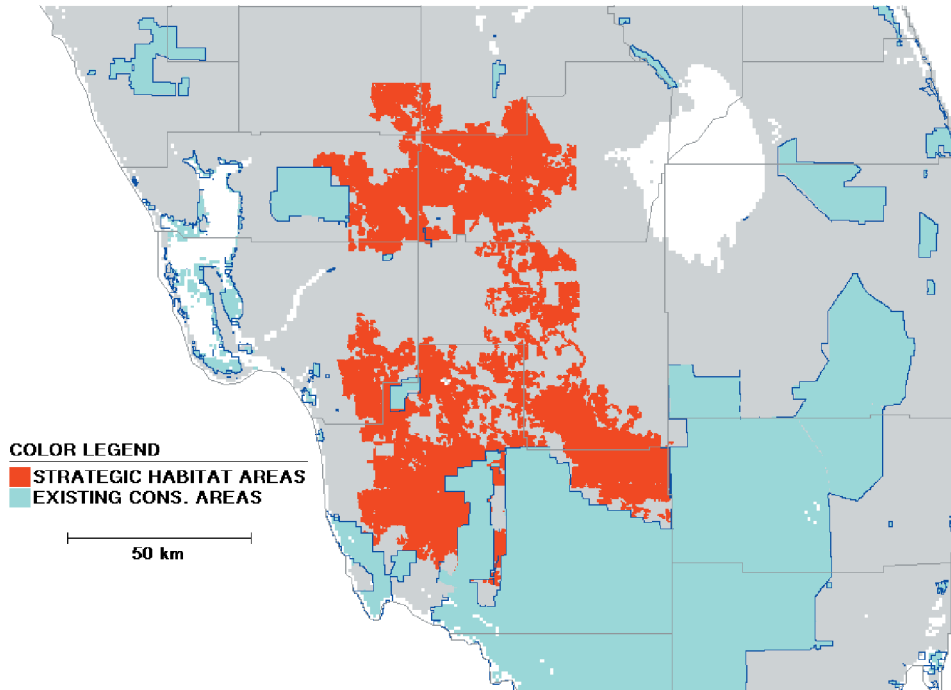 COLOR LEGEND
STRATEGIC HABITAT AREAS
EXISTING CONS. AREAS
50 km